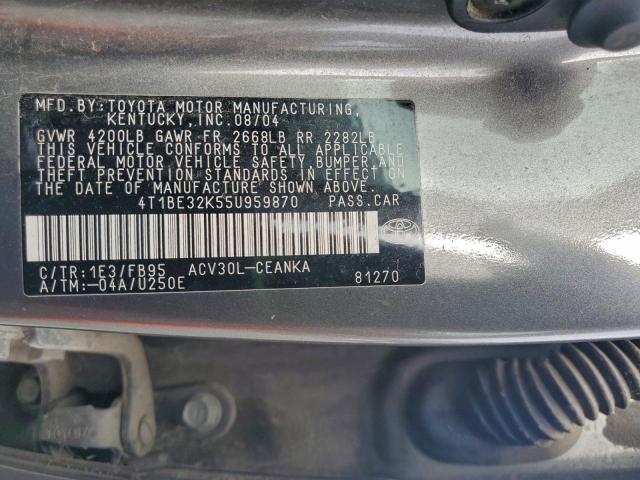 MFD.BY:TOYOTA MOTOR MANUFACTURING,
KENTUCKY, INC. 08/04
GVWR 4200LB GAWR FR 2668LB RR 2282LB
THIS VEHICLE CONFORMS TO ALL APPLICABLE
FEDERAL MOTOR VEHICLE SAFETY,BUMPER,AND
THEFT PREVENTION STANDARDS IN EFFECT ON
THE DATE OF MANUFACTURE SHOWN ABOVE.
4T1BE32K55U959870 PASS.CAR
C/TR:1E3/FB95 ACV30L-CEANKA
A/TM:-04A/U250E 81270
TOYOTA